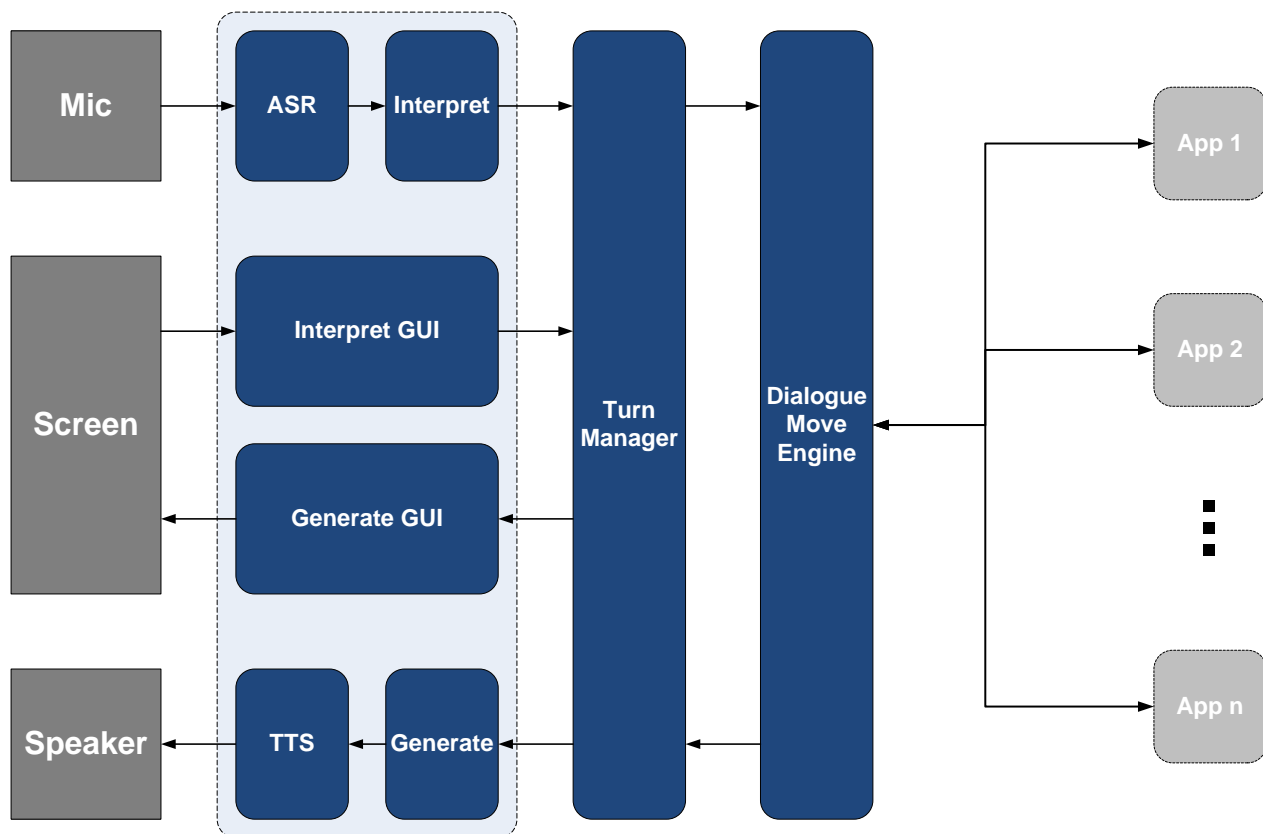 Mic
ASR
Interpret
App 1
Screen
Interpret GUI
App 2
Turn
Manager
Dialogue
Move
Engine
Generate GUI
Speaker
TTS
Generate
App n